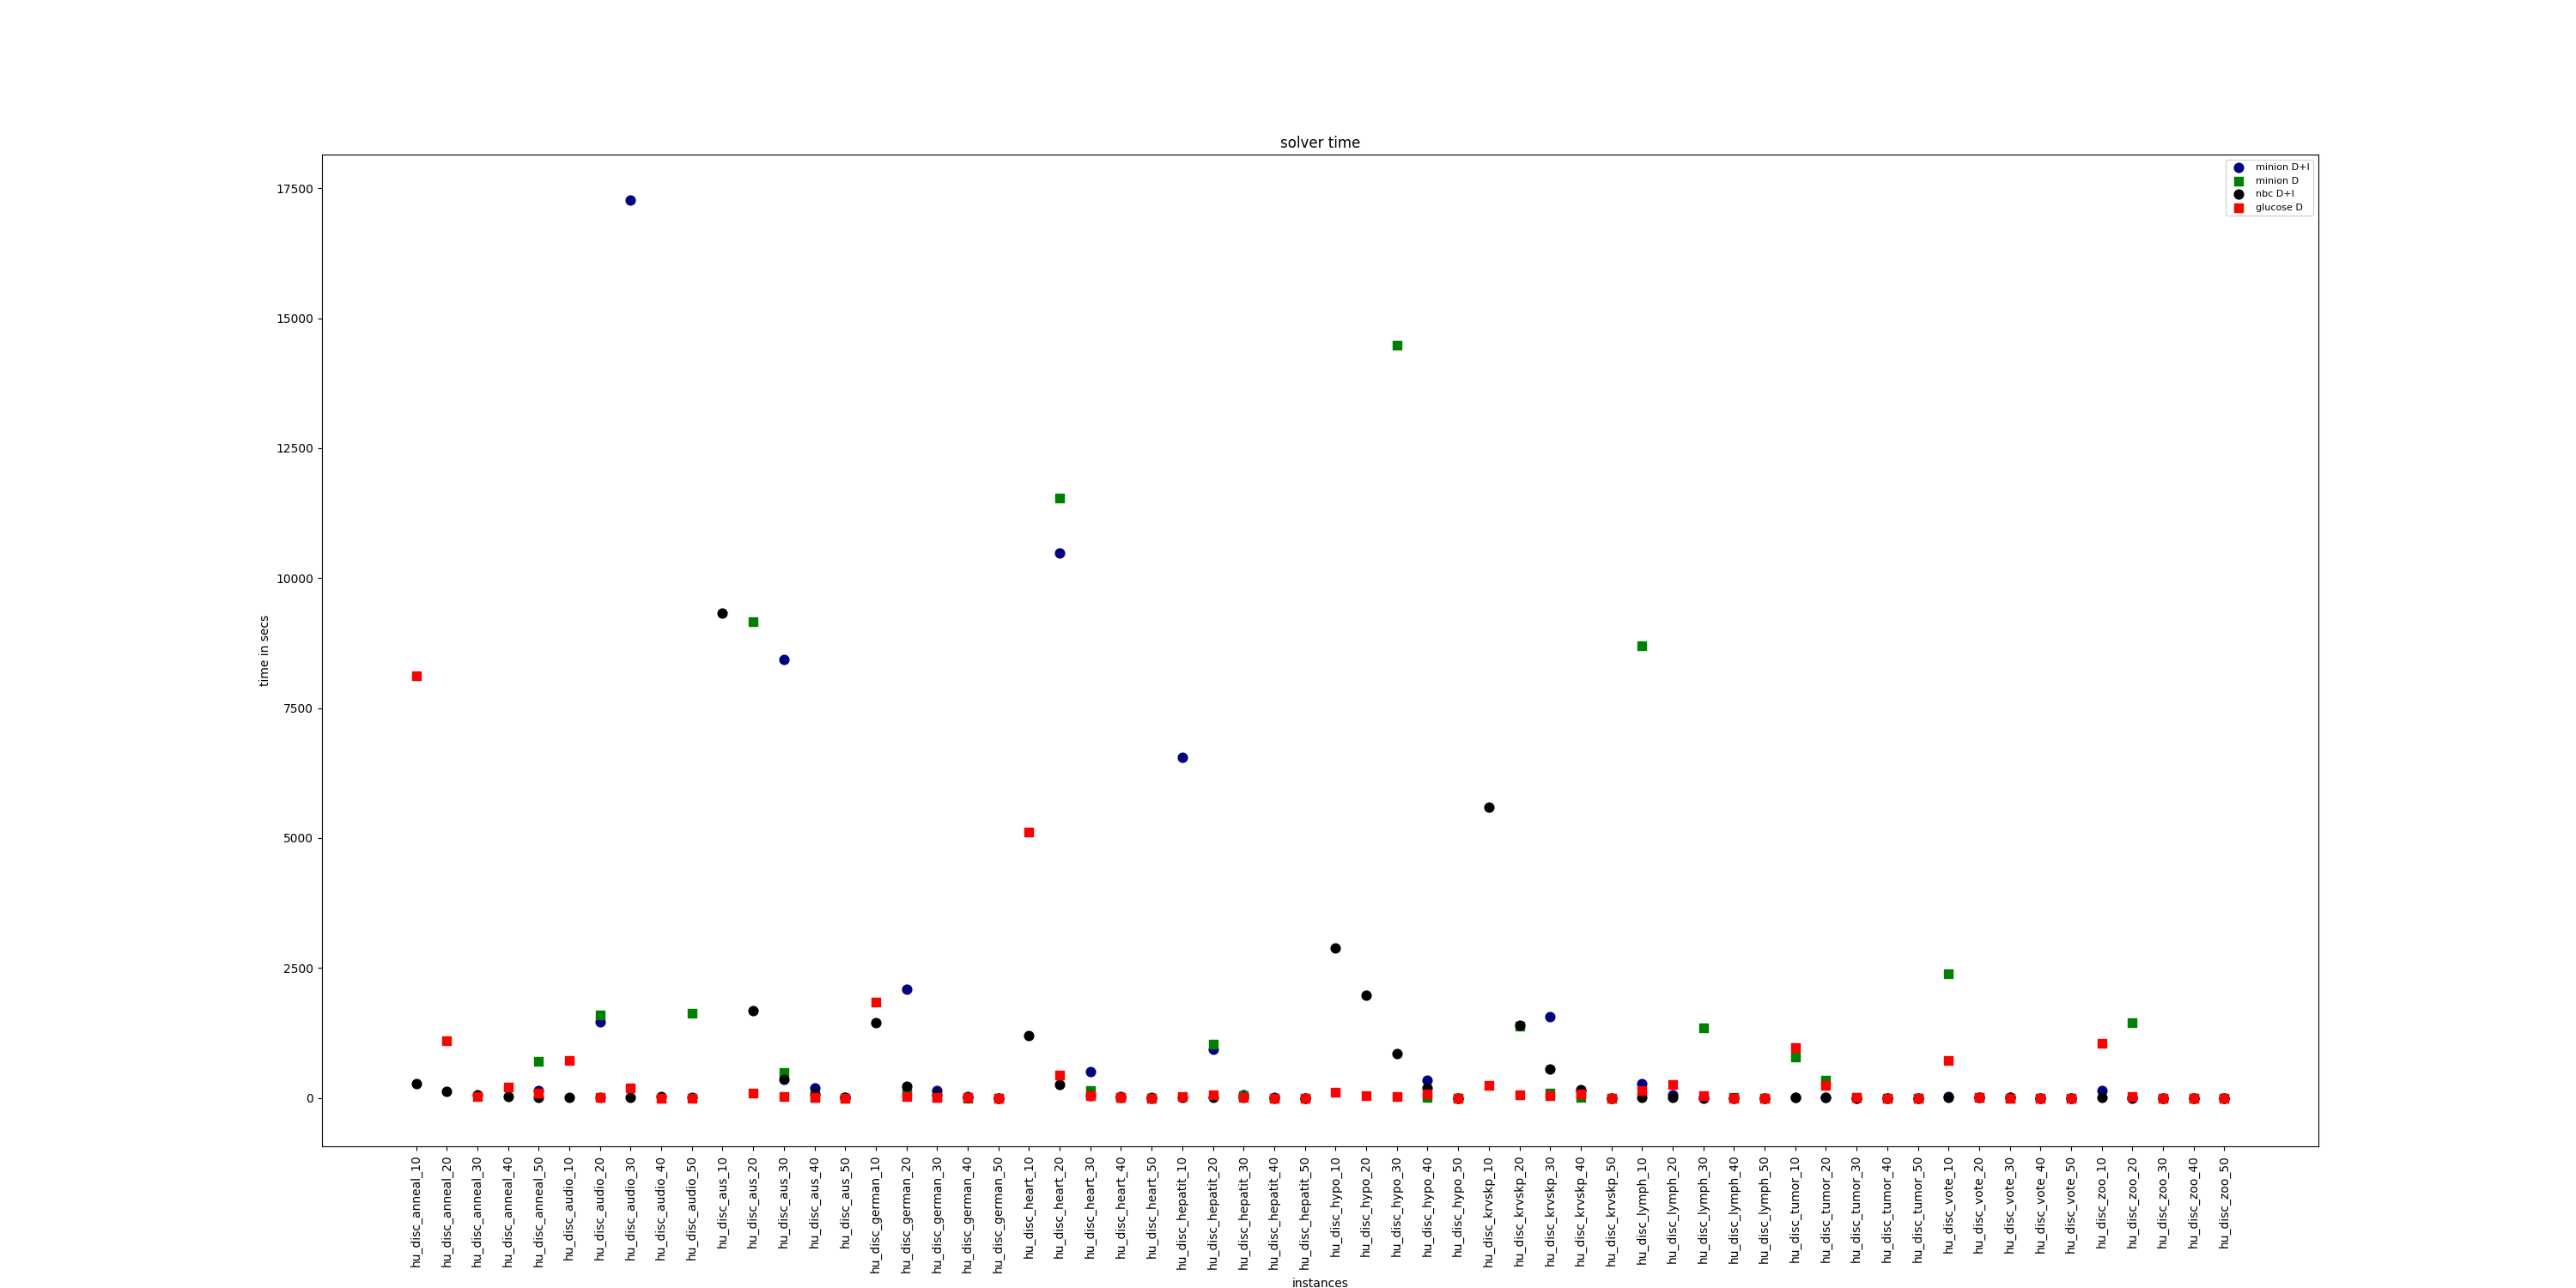 solver time
minion D+I
minion D
nbc D+I
glucose D
17500
15000
12500
10000
7500
5000
2500
0
time in secs
hu_disc_anneal_10
hu_disc_anneal_20
hu_disc_anneal_30
hu_disc_anneal_40
hu_disc_anneal_50
hu_disc_audio_10
hu_disc_audio_20
hu_disc_audio_30
hu_disc_audio_40
hu_disc_audio_50
hu_disc_aus_10
hu_disc_aus_20
hu_disc_aus_30
hu_disc_aus_40
hu_disc_aus_50
hu_disc_german_10
hu_disc_german_20
hu_disc_german_30
hu_disc_german_40
hu_disc_german_50
hu_disc_heart_10
hu_disc_heart_20
hu_disc_heart_30
hu_disc_heart_40
hu_disc_heart_50
hu_disc_hepatit_10
hu_disc_hepatit_20
hu_disc_hepatit_30
hu_disc_hepatit_40
hu_disc_hepatit_50
hu_disc_hypo_10
hu_disc_hypo_20
hu_disc_hypo_30
hu_disc_hypo_40
hu_disc_hypo_50
hu_disc_krvskp_10
hu_disc_krvskp_20
hu_disc_krvskp_30
hu_disc_krvskp_40
hu_disc_krvskp_50
hu_disc_lymph_10
hu_disc_lymph_20
hu_disc_lymph_30
hu_disc_lymph_40
hu_disc_lymph_50
hu_disc_tumor_10
hu_disc_tumor_20
hu_disc_tumor_30
hu_disc_tumor_40
hu_disc_tumor_50
hu_disc_vote_10
hu_disc_vote_20
hu_disc_vote_30
hu_disc_vote_40
hu_disc_vote_50
hu_disc_zoo_10
hu_disc_zoo_20
hu_disc_zoo_30
hu_disc_zoo_40
hu_disc_zoo_50
instances